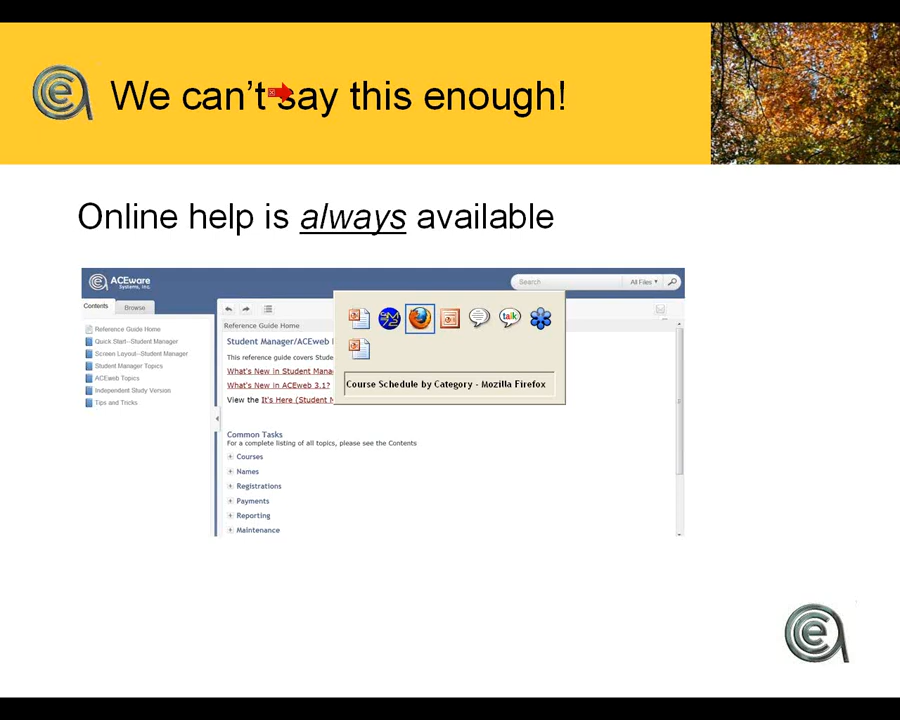 We can't say this enough!
Online help is always available
ACEware
Systems, Inc.
Search
All Files
Contents
Browse
Reference Guide Home
Quick Start--Student Manager
Screen Layout--Student Manager
Student Manager Topics
ACEweb Topics
Independent Study Version
Tips and Tricks
Reference Guide Home
Student Manager/ACEweb
This reference guide covers Stude
What's New in Student Mana
What's New in ACEweb 3.1?
View the It's Here (Student M
talk
Course Schedule by Category - Mozilla Firefox
Common Tasks
For a complete listing of all topics, please see the Contents
Courses
Names
Registrations
Payments
Reporting
Maintenance